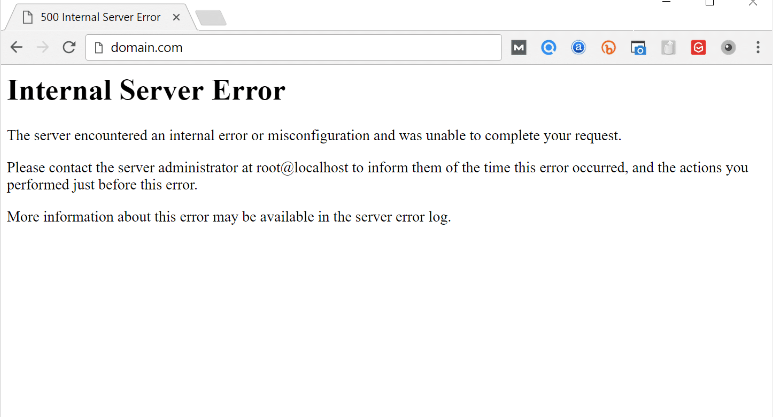 500 Internal Server Error
domain.com
Internal Server Error
The server encountered an internal error or misconfiguration and was unable to complete your request.
Please contact the server administrator at root@localhost to inform them of the time this error occurred, and the actions you
performed just before this error.
More information about this error may be available in the server error log.